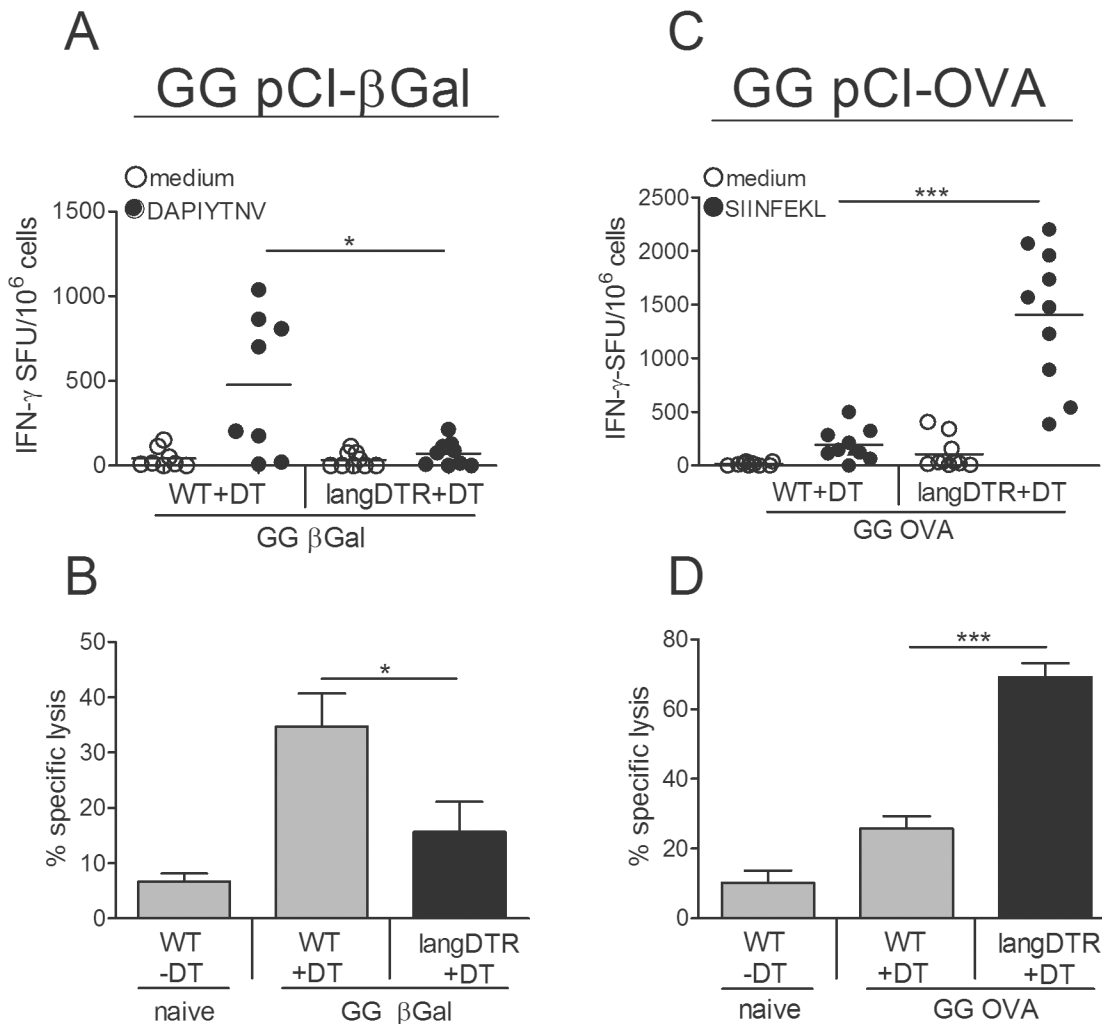 A
GG pCI-βGal
medium
DAPIYTNV
IFN-γ SFU/10⁶ cells
1500
1000
500
0
*
WT+DT
langDTR+DT
GG βGal
C
GG pCI-OVA
medium
SIINFEKL
IFN-γ-SFU/10⁶ cells
2500
2000
1500
1000
500
0
***
WT+DT
langDTR+DT
GG OVA
B
% specific lysis
50
40
30
20
10
0
*
WT
-DT
WT
+DT
langDTR
+DT
naive
GG βGal
D
% specific lysis
80
60
40
20
0
***
WT
-DT
WT
+DT
langDTR
+DT
naive
GG OVA